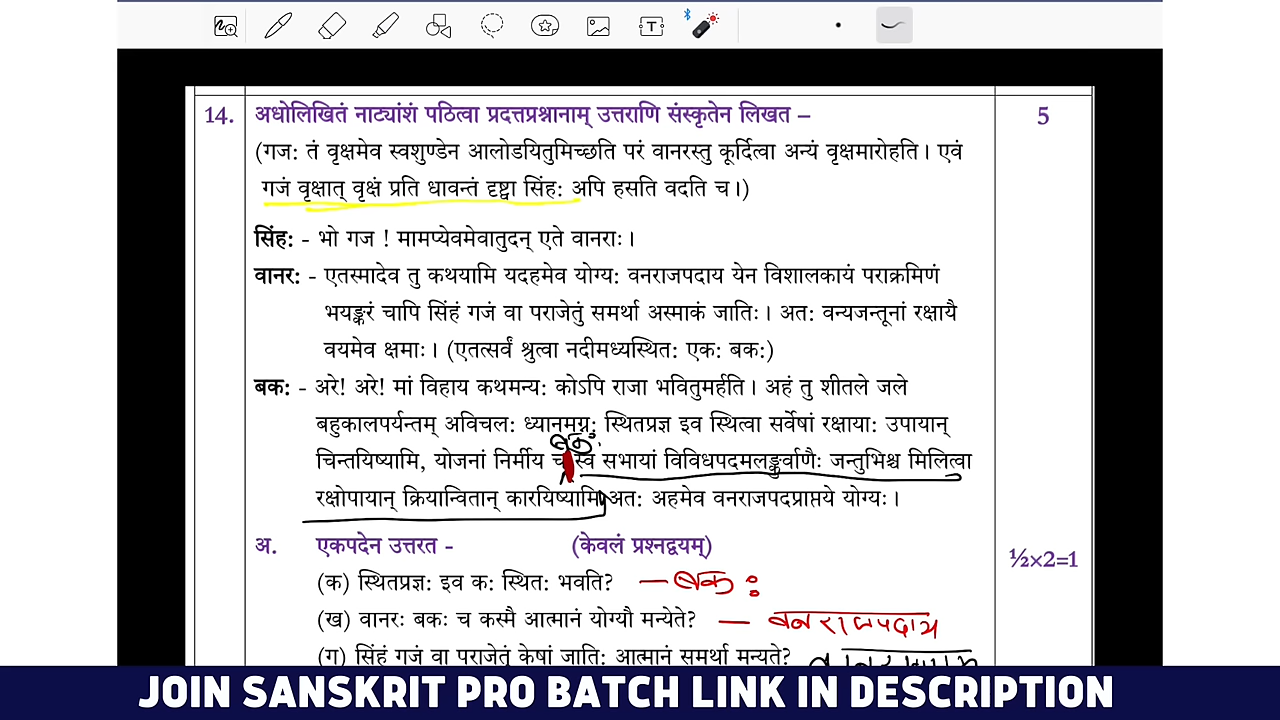 14. अधोलिखितं नाट्यांशं पठित्वा प्रदत्तप्रश्नानाम् उत्तराणि संस्कृतेन लिखत – 5
(गज: तं वृक्षमेव स्वशुण्डेन आलोडयितुमिच्छति परं वानरस्तु कूर्दित्वा अन्यं वृक्षमारोहति। एवं
गजं वृक्षात् वृक्षं प्रति धावन्तं दृष्ट्वा सिंह: अपि हसति वदति च।)
सिंह: - भो गज ! मामप्येवमेवातुदन् एते वानराः।
वानर: - एतस्मादेव तु कथयामि यदहमेव योग्य: वनराजपदाय येन विशालकायं पराक्रमिणं
भयङ्करं चापि सिंहं गजं वा पराजेतुं समर्था अस्माकं जातिः। अत: वन्यजन्तूनां रक्षायै
वयमेव क्षमाः। (एतत्सर्वं श्रुत्वा नदीमध्यस्थित: एक: बक:)
बक: - अरे! अरे! मां विहाय कथमन्य: कोऽपि राजा भवितुमर्हति। अहं तु शीतले जले
बहुकालपर्यन्तम् अविचल: ध्यानमग्न: स्थितप्रज्ञ इव स्थित्वा सर्वेषां रक्षाया: उपायान्
बक:
चिन्तयिष्यामि, योजनां निर्मीय च स्व सभायां विविधपदमलङ्कुर्वाणैः जन्तुभिश्च मिलित्वा
रक्षोपायान् क्रियान्वितान् कारयिष्यामि अत: अहमेव वनराजपदप्राप्तये योग्यः।
अ. एकपदेन उत्तरत - (केवलं प्रश्नद्वयम्) ½×2=1
(क) स्थितप्रज्ञ: इव क: स्थित: भवति? — बक:
(ख) वानरः बकः च कस्मै आत्मानं योग्यौ मन्येते? — वनराजपदाय
(ग) सिंहं गजं वा पराजेतुं केषां जाति: आत्मानं समर्था मन्यते?
JOIN SANSKRIT PRO BATCH LINK IN DESCRIPTION